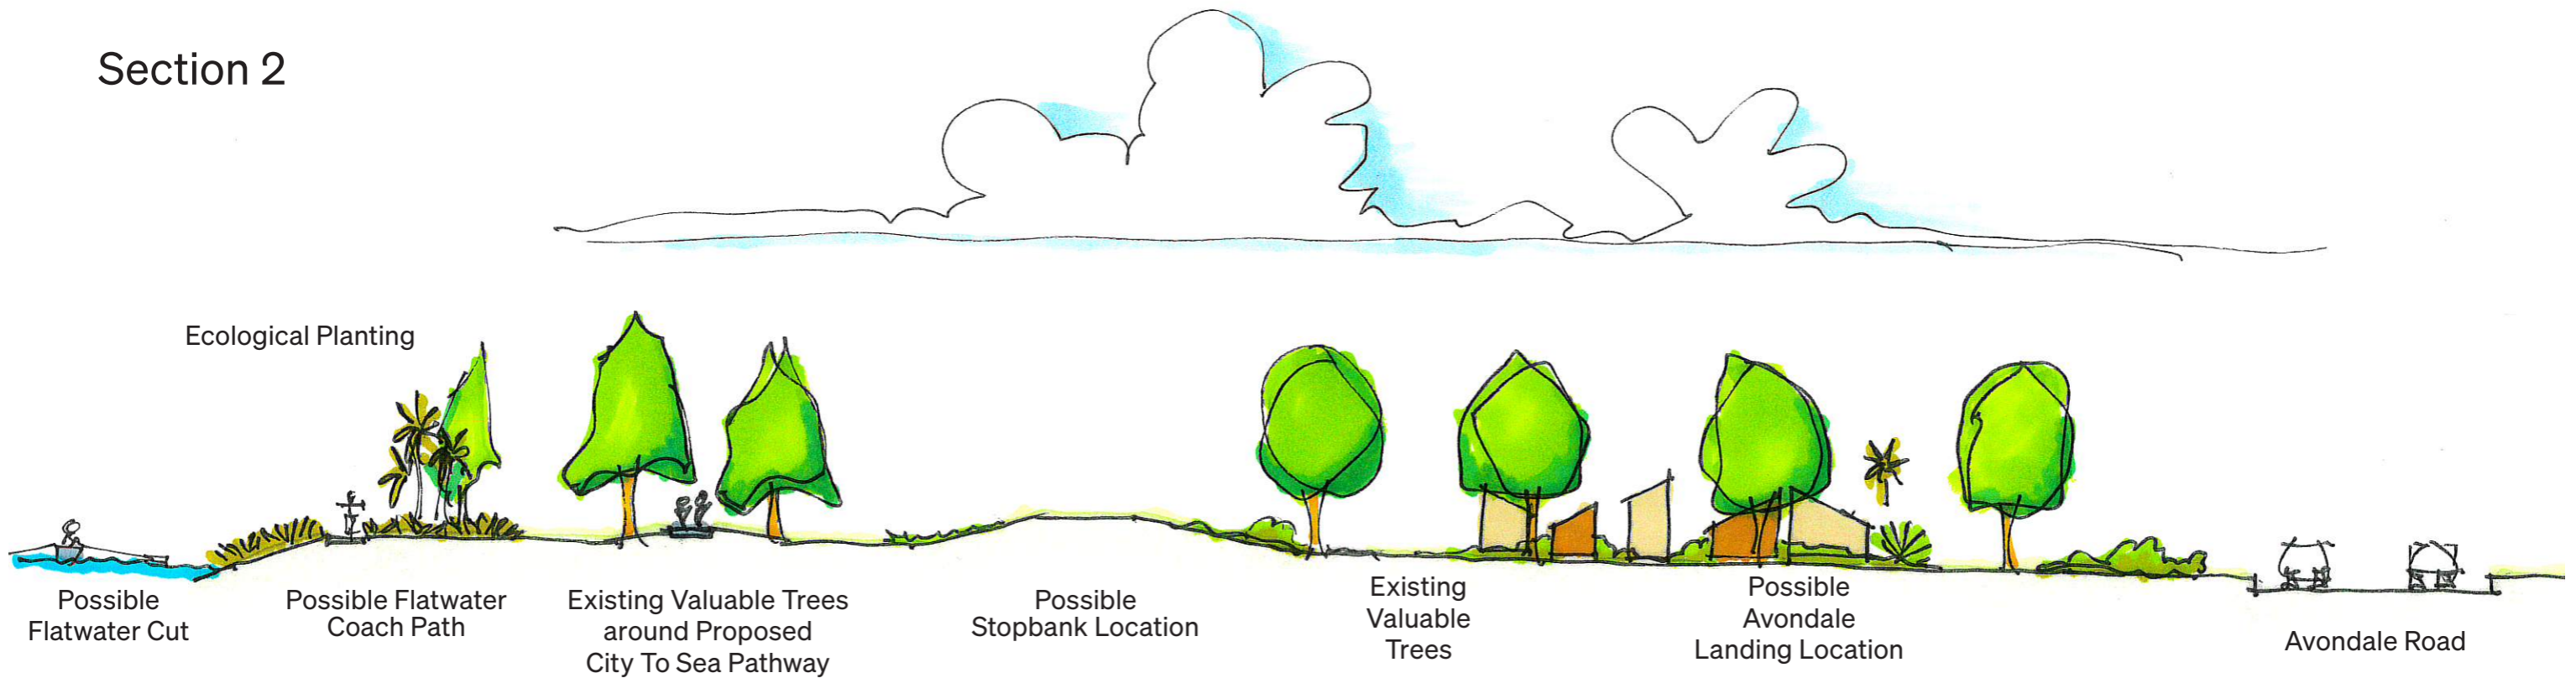 Section 2
Ecological Planting
Possible
Flatwater Cut
Possible Flatwater
Coach Path
Existing Valuable Trees
around Proposed
City To Sea Pathway
Possible
Stopbank Location
Existing
Valuable
Trees
Possible
Avondale
Landing Location
Avondale Road